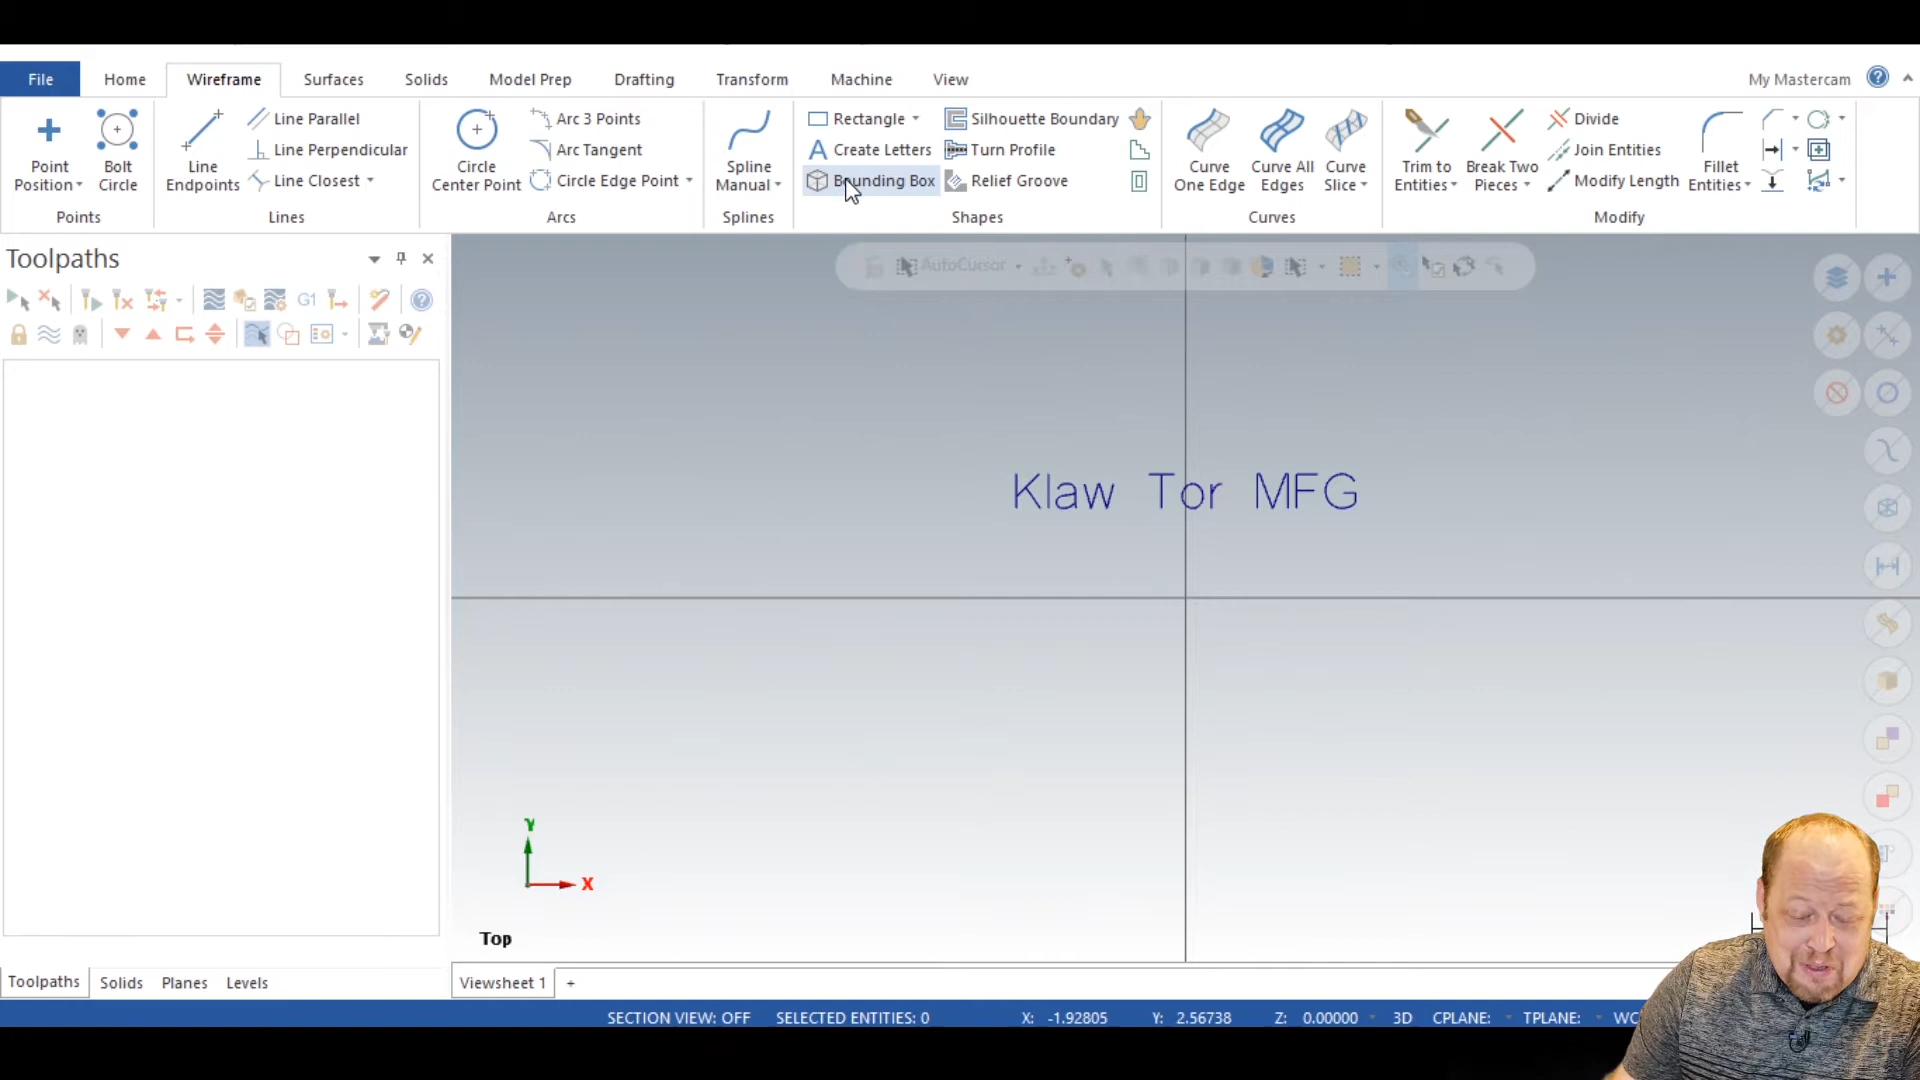 File Home Wireframe Surfaces Solids Model Prep Drafting Transform Machine View My Mastercam
Point Position
Bolt Circle
Points
Line Endpoints
Line Parallel
Line Perpendicular
Line Closest
Lines
Circle Center Point
Arc 3 Points
Arc Tangent
Circle Edge Point
Arcs
Spline Manual
Splines
Rectangle
Create Letters
Bounding Box
Silhouette Boundary
Turn Profile
Relief Groove
Shapes
Curve One Edge
Curve All Edges
Curve Slice
Curves
Trim to Entities
Break Two Pieces
Divide
Join Entities
Modify Length
Fillet Entities
Modify
Toolpaths
G1
AutoCursor
Klaw Tor MFG
Y
X
Top
Toolpaths Solids Planes Levels
Viewsheet 1 +
SECTION VIEW: OFF SELECTED ENTITIES: 0 X: -1.92805 Y: 2.56738 Z: 0.00000 3D CPLANE: TPLANE: